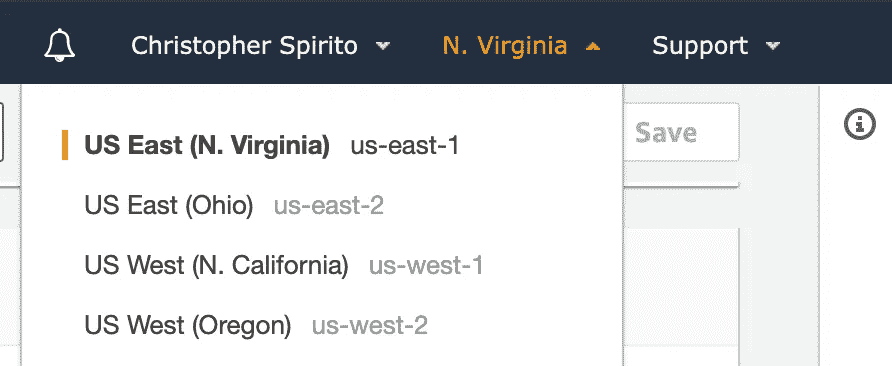 Christopher Spirito N. Virginia Support
US East (N. Virginia) us-east-1
Save
US East (Ohio) us-east-2
US West (N. California) us-west-1
US West (Oregon) us-west-2